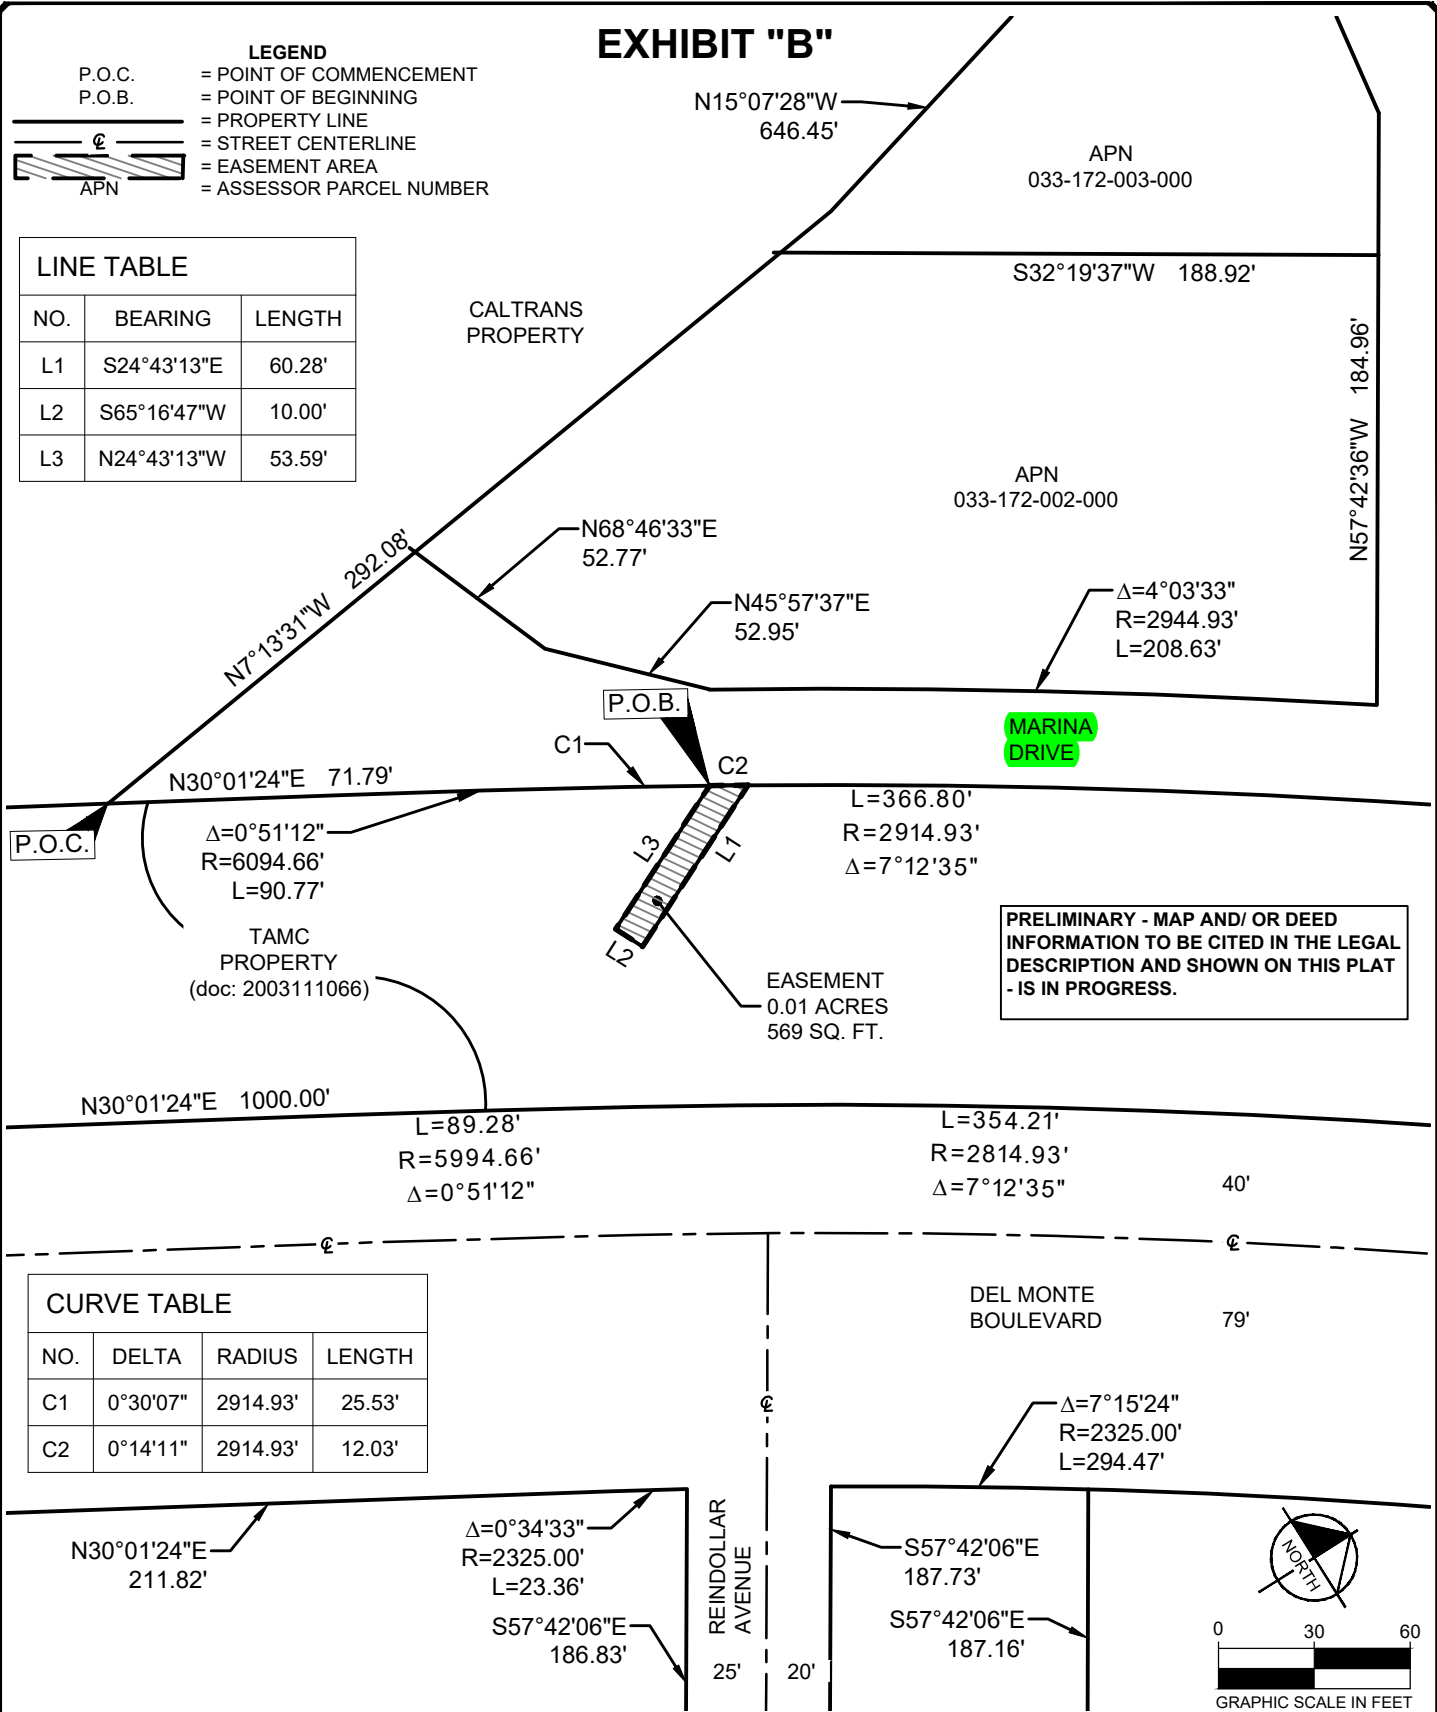 EXHIBIT "B"
LEGEND
P.O.C. = POINT OF COMMENCEMENT
P.O.B. = POINT OF BEGINNING
= PROPERTY LINE
℄ = STREET CENTERLINE
= EASEMENT AREA
APN = ASSESSOR PARCEL NUMBER
N15°07'28"W
646.45'
APN
033-172-003-000
S32°19'37"W 188.92'
LINE TABLE
NO. BEARING LENGTH
L1 S24°43'13"E 60.28'
L2 S65°16'47"W 10.00'
L3 N24°43'13"W 53.59'
CALTRANS
PROPERTY
N57°42'36"W 184.96'
APN
033-172-002-000
N7°13'31"W 292.08'
N68°46'33"E
52.77'
N45°57'37"E
52.95'
Δ=4°03'33"
R=2944.93'
L=208.63'
P.O.B.
MARINA
DRIVE
C1
C2
N30°01'24"E 71.79'
P.O.C.
Δ=0°51'12"
R=6094.66'
L=90.77'
L3
L1
L2
L=366.80'
R=2914.93'
Δ=7°12'35"
TAMC
PROPERTY
(doc: 2003111066)
EASEMENT
0.01 ACRES
569 SQ. FT.
PRELIMINARY - MAP AND/ OR DEED
INFORMATION TO BE CITED IN THE LEGAL
DESCRIPTION AND SHOWN ON THIS PLAT
- IS IN PROGRESS.
N30°01'24"E 1000.00'
L=89.28'
R=5994.66'
Δ=0°51'12"
L=354.21'
R=2814.93'
Δ=7°12'35"
40'
℄
℄
CURVE TABLE
NO. DELTA RADIUS LENGTH
C1 0°30'07" 2914.93' 25.53'
C2 0°14'11" 2914.93' 12.03'
DEL MONTE
BOULEVARD
79'
℄
Δ=7°15'24"
R=2325.00'
L=294.47'
N30°01'24"E
211.82'
Δ=0°34'33"
R=2325.00'
L=23.36'
S57°42'06"E
186.83'
REINDOLLAR
AVENUE
25'
20'
S57°42'06"E
187.73'
S57°42'06"E
187.16'
NORTH
0 30 60
GRAPHIC SCALE IN FEET